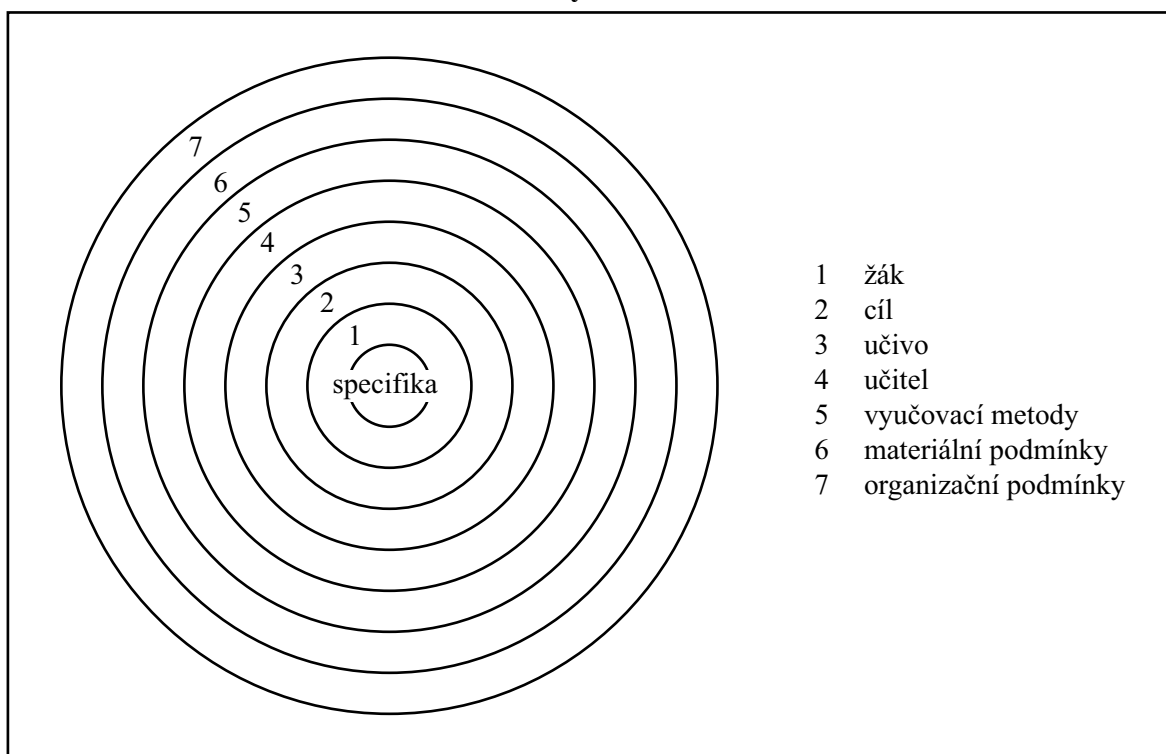 7
6
5
4
3
2
1
specifika
1 žák
2 cíl
3 učivo
4 učitel
5 vyučovací metody
6 materiální podmínky
7 organizační podmínky